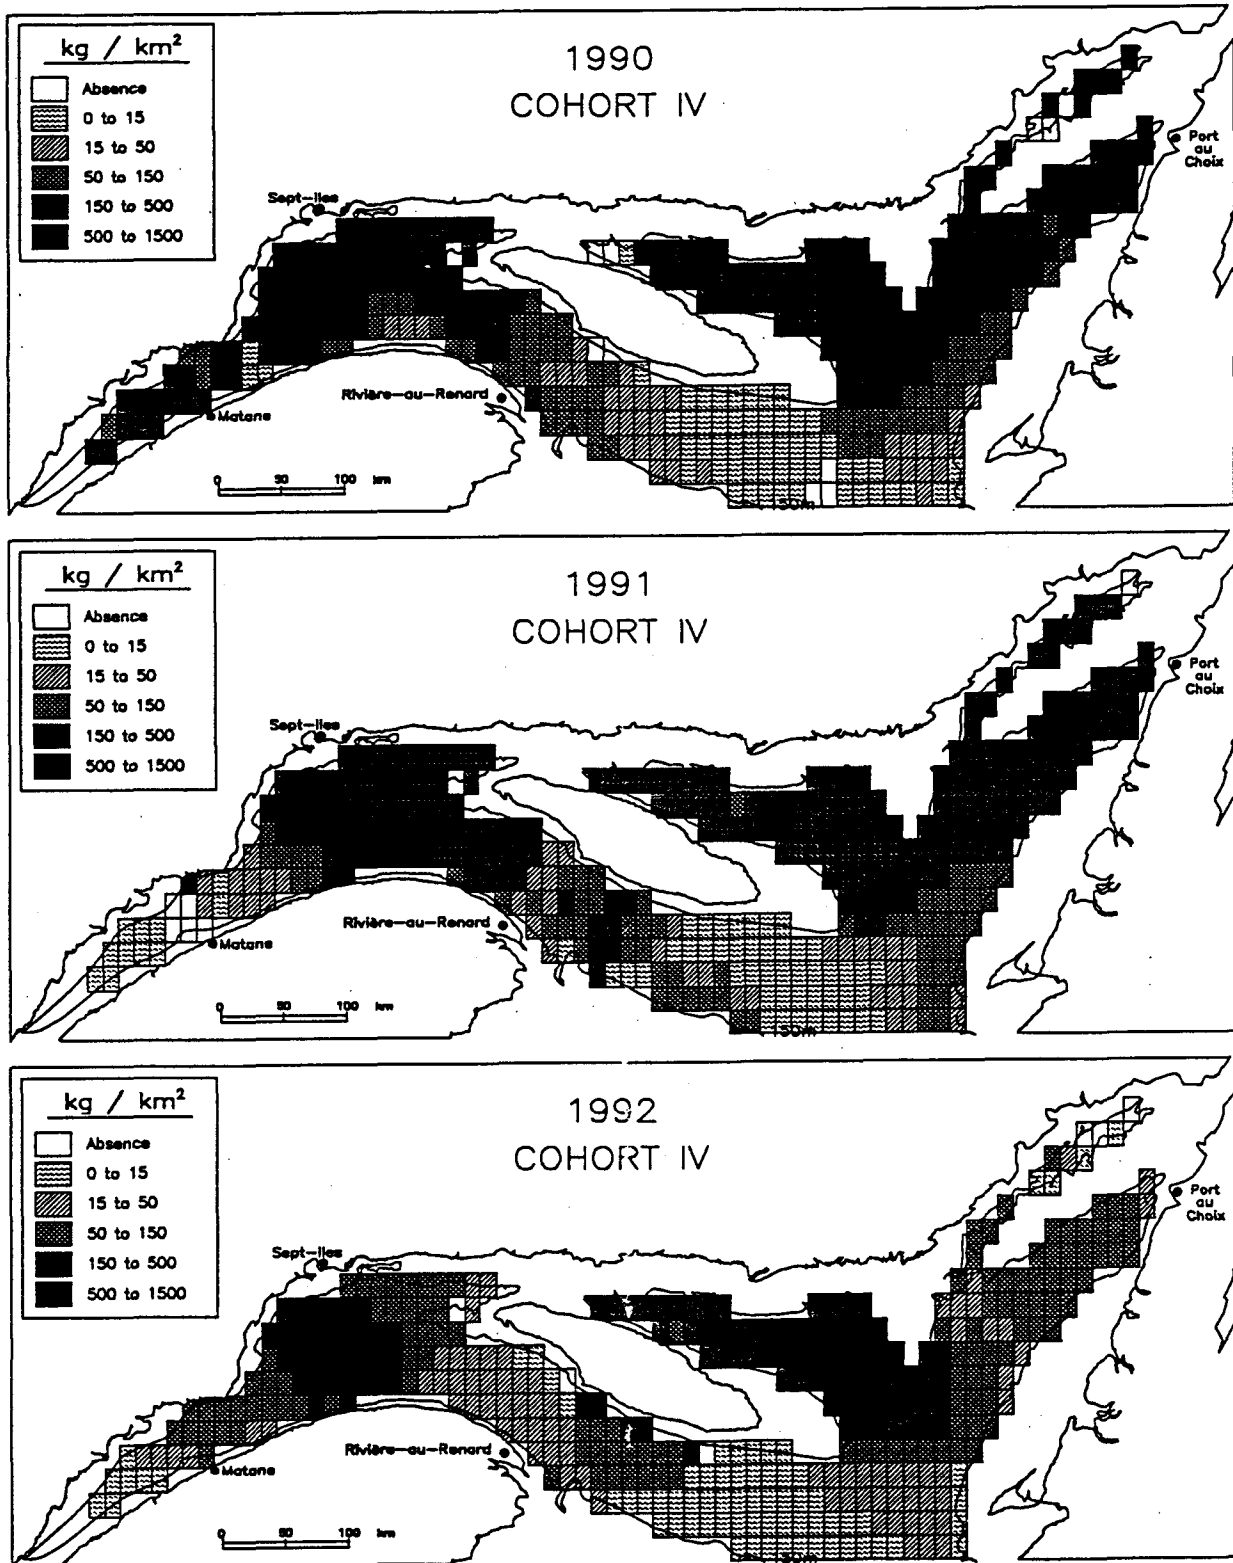 kg / km²
Absence
0 to 15
15 to 50
50 to 150
150 to 500
500 to 1500
1990
COHORT IV
Sept-Iles
Port
au
Choix
Rivière-au-Renard
Matane
0 50 100 km
150m
kg / km²
Absence
0 to 15
15 to 50
50 to 150
150 to 500
500 to 1500
1991
COHORT IV
Sept-Iles
Port
au
Choix
Rivière-au-Renard
Matane
0 50 100 km
150m
kg / km²
Absence
0 to 15
15 to 50
50 to 150
150 to 500
500 to 1500
1992
COHORT IV
Sept-Iles
Port
au
Choix
Rivière-au-Renard
Matane
0 50 100 km
150m